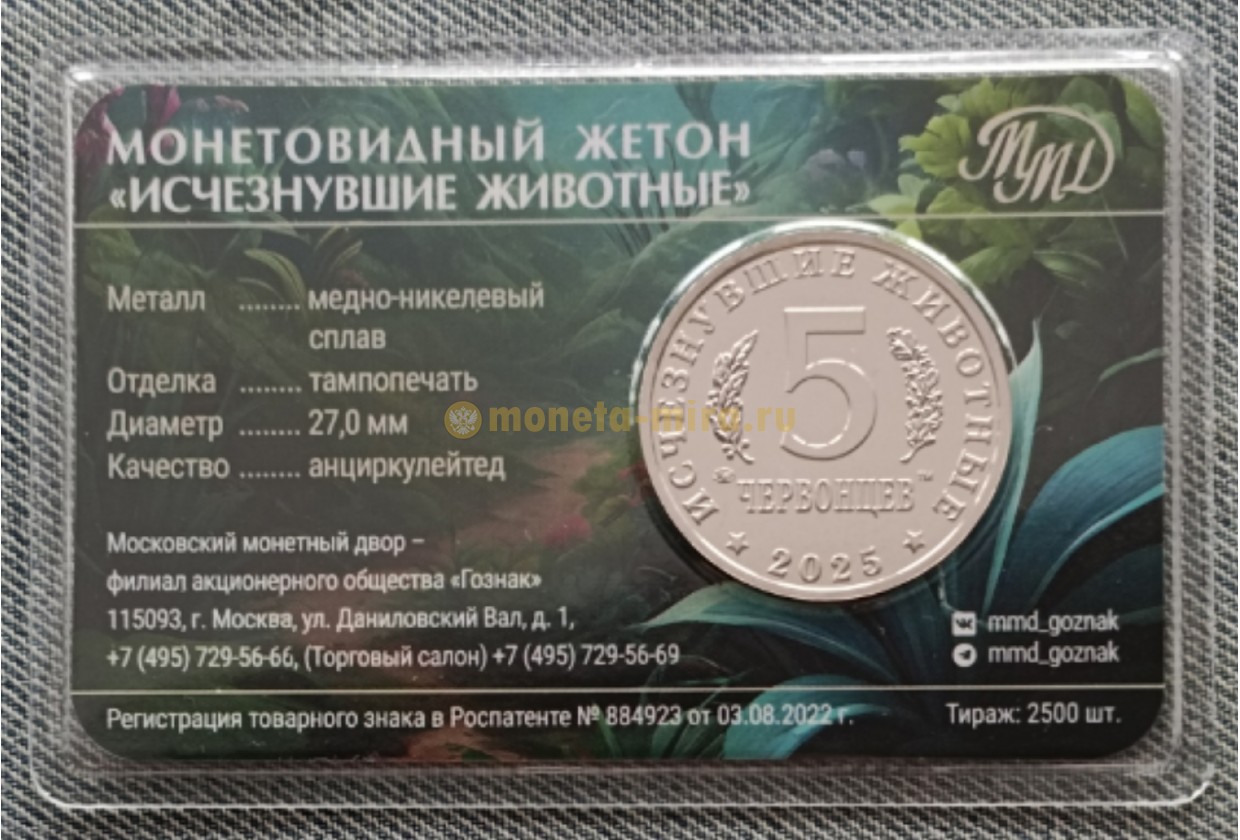 МОНЕТОВИДНЫЙ ЖЕТОН
«ИСЧЕЗНУВШИЕ ЖИВОТНЫЕ»
ММД
Металл ........ медно-никелевый
сплав
Отделка ........ тампопечать
Диаметр ........ 27,0 мм
Качество ........ анциркулейтед
moneta-mira.ru
ИСЧЕЗНУВШИЕ ЖИВОТНЫЕ
5
ЧЕРВОНЦЕВ
2025
Московский монетный двор –
филиал акционерного общества «Гознак»
115093, г. Москва, ул. Даниловский Вал, д. 1,
+7 (495) 729-56-66, (Торговый салон) +7 (495) 729-56-69
mmd_goznak
mmd_goznak
Регистрация товарного знака в Роспатенте № 884923 от 03.08.2022 г.
Тираж: 2500 шт.